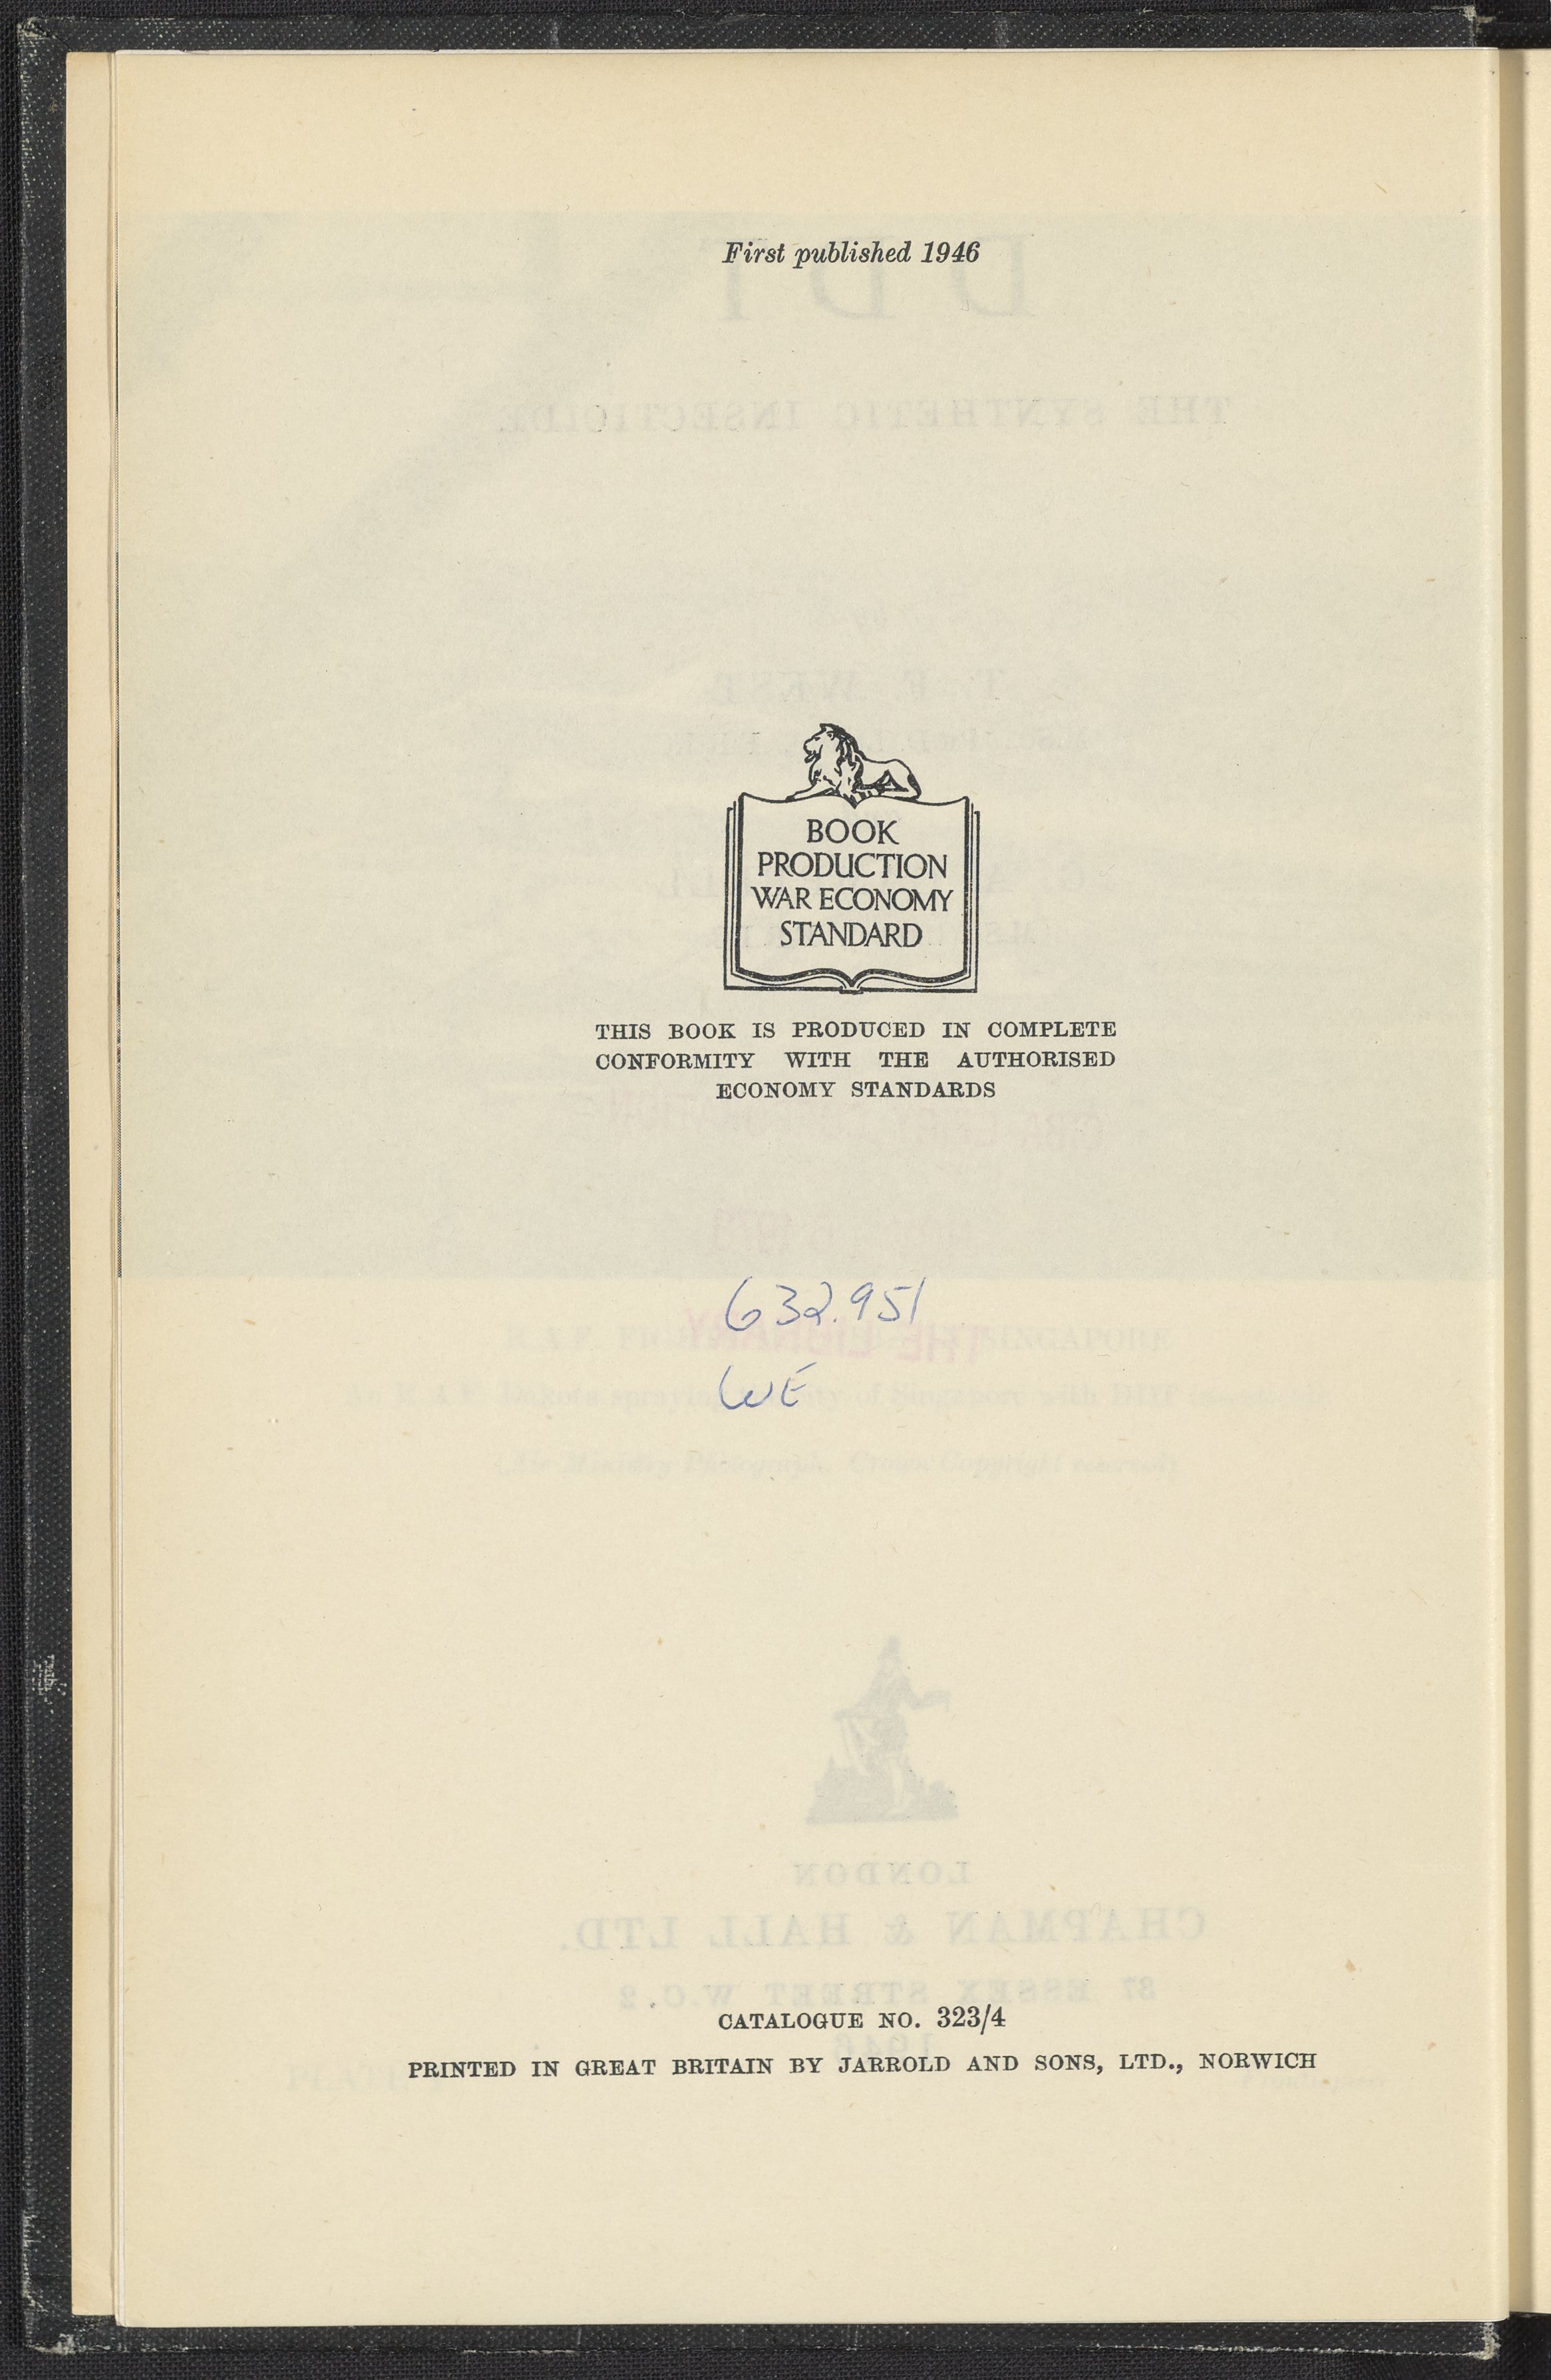 First published 1946
BOOK
PRODUCTION
WAR ECONOMY
STANDARD
THIS BOOK IS PRODUCED IN COMPLETE
CONFORMITY WITH THE AUTHORISED
ECONOMY STANDARDS
632.951
WE
CATALOGUE NO. 323/4
PRINTED IN GREAT BRITAIN BY JARROLD AND SONS, LTD., NORWICH